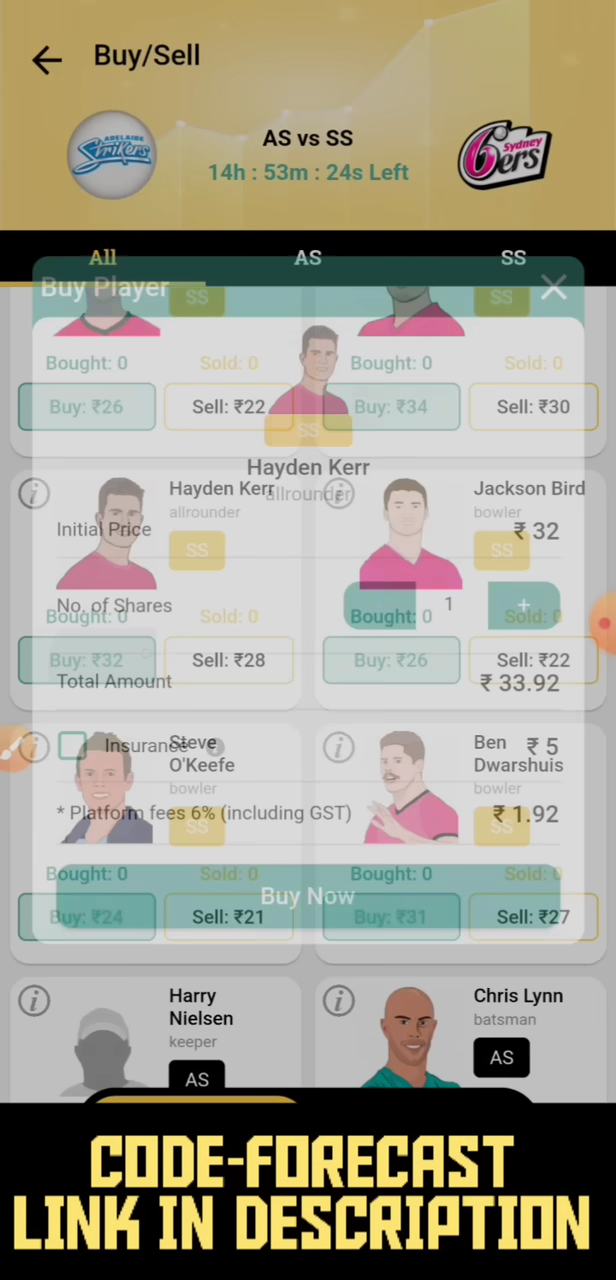 Buy/Sell
ADELAIDE
Strikers
AS vs SS
Sydney
6ers
14h : 53m : 24s Left
All AS SS
Buy Player
SS SS
Bought: 0 Sold: 0 Bought: 0 Sold: 0
Buy: ₹26 Sell: ₹22 Buy: ₹34 Sell: ₹30
SS
Hayden Kerr
allrounder
Hayden Kerr Jackson Bird
allrounder bowler
Initial Price ₹ 32
SS SS
No. of Shares 1 +
Bought: 0 Sold: 0 Bought: 0 Sold: 0
Buy: ₹32 Sell: ₹28 Buy: ₹26 Sell: ₹22
Total Amount ₹ 33.92
Insurance i ₹ 5
Steve Ben
O'Keefe Dwarshuis
bowler bowler
* Platform fees 6% (including GST) ₹ 1.92
SS SS
Bought: 0 Sold: 0 Bought: 0 Sold: 0
Buy Now
Buy: ₹24 Sell: ₹21 Buy: ₹31 Sell: ₹27
Harry Chris Lynn
Nielsen batsman
keeper AS
AS
CODE-FORECAST
LINK IN DESCRIPTION